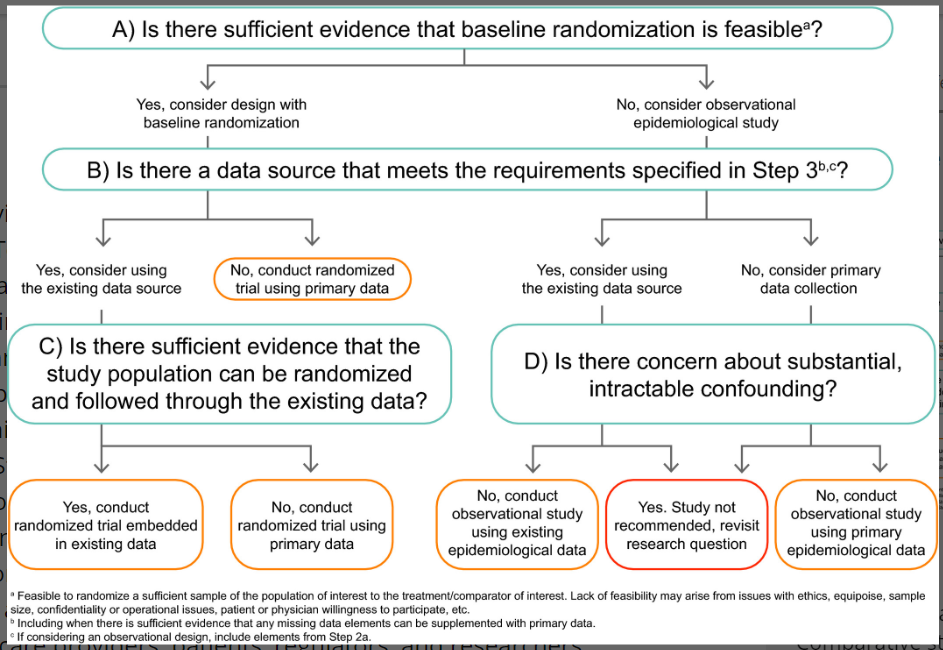 A) Is there sufficient evidence that baseline randomization is feasibleᵃ?
Yes, consider design with
baseline randomization
No, consider observational
epidemiological study
B) Is there a data source that meets the requirements specified in Step 3ᵇ,ᶜ?
Yes, consider using
the existing data source
No, conduct randomized
trial using primary data
Yes, consider using
the existing data source
No, consider primary
data collection
C) Is there sufficient evidence that the
study population can be randomized
and followed through the existing data?
D) Is there concern about substantial,
intractable confounding?
Yes, conduct
randomized trial embedded
in existing data
No, conduct
randomized trial using
primary data
No, conduct
observational study
using existing
epidemiological data
Yes. Study not
recommended, revisit
research question
No, conduct
observational study
using primary
epidemiological data
ᵃ Feasible to randomize a sufficient sample of the population of interest to the treatment/comparator of interest. Lack of feasibility may arise from issues with ethics, equipoise, sample
size, confidentiality or operational issues, patient or physician willingness to participate, etc.
ᵇ Including when there is sufficient evidence that any missing data elements can be supplemented with primary data.
ᶜ If considering an observational design, include elements from Step 2a.
care providers, patients, regulators, and researchers
Comparative